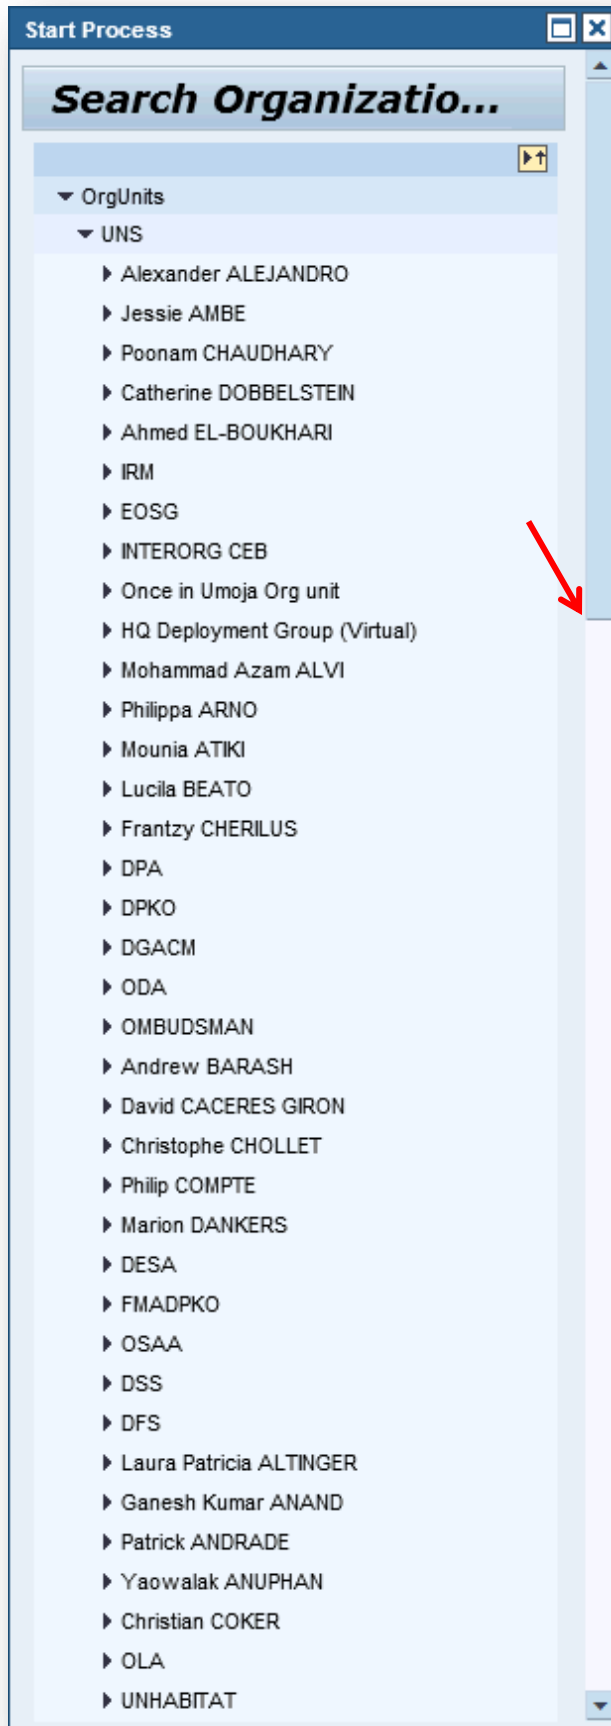 Start Process
Search Organizatio...
OrgUnits
UNS
Alexander ALEJANDRO
Jessie AMBE
Poonam CHAUDHARY
Catherine DOBBELSTEIN
Ahmed EL-BOUKHARI
IRM
EOSG
INTERORG CEB
Once in Umoja Org unit
HQ Deployment Group (Virtual)
Mohammad Azam ALVI
Philippa ARNO
Mounia ATIKI
Lucila BEATO
Frantzy CHERILUS
DPA
DPKO
DGACM
ODA
OMBUDSMAN
Andrew BARASH
David CACERES GIRON
Christophe CHOLLET
Philip COMPTE
Marion DANKERS
DESA
FMADPKO
OSAA
DSS
DFS
Laura Patricia ALTINGER
Ganesh Kumar ANAND
Patrick ANDRADE
Yaowalak ANUPHAN
Christian COKER
OLA
UNHABITAT